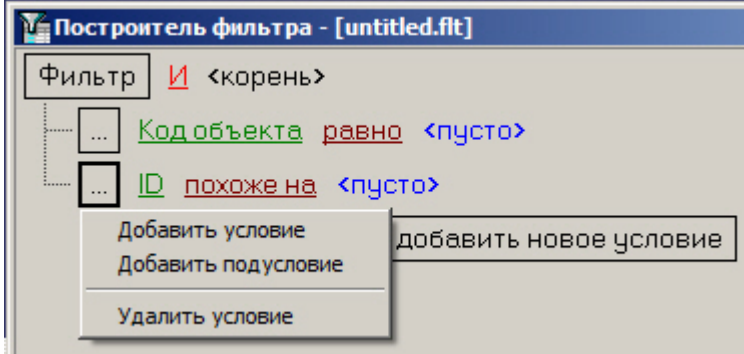 Построитель фильтра - [untitled.flt]
Фильтр И <корень>
... Код объекта равно <пусто>
... ID похоже на <пусто>
Добавить условие
добавить новое условие
Добавить подусловие
Удалить условие